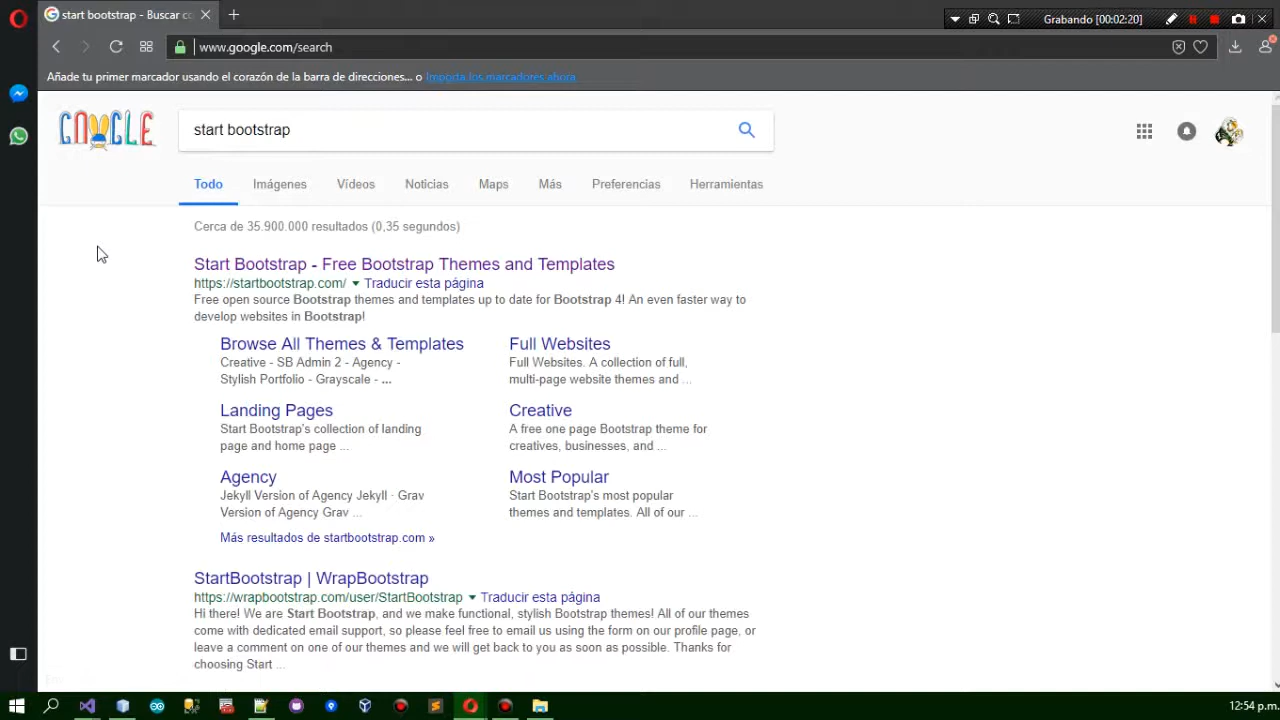 start bootstrap - Buscar co
Grabando [00:02:20]
www.google.com/search
Añade tu primer marcador usando el corazón de la barra de direcciones... o Importa los marcadores ahora
GOOGLE
start bootstrap
Todo Imágenes Vídeos Noticias Maps Más Preferencias Herramientas
Cerca de 35.900.000 resultados (0,35 segundos)
Start Bootstrap - Free Bootstrap Themes and Templates
https://startbootstrap.com/ Traducir esta página
Free open source Bootstrap themes and templates up to date for Bootstrap 4! An even faster way to
develop websites in Bootstrap!
Browse All Themes & Templates
Creative - SB Admin 2 - Agency -
Stylish Portfolio - Grayscale - ...
Full Websites
Full Websites. A collection of full,
multi-page website themes and ...
Landing Pages
Start Bootstrap's collection of landing
page and home page ...
Creative
A free one page Bootstrap theme for
creatives, businesses, and ...
Agency
Jekyll Version of Agency Jekyll · Grav
Version of Agency Grav ...
Most Popular
Start Bootstrap's most popular
themes and templates. All of our ...
Más resultados de startbootstrap.com »
StartBootstrap | WrapBootstrap
https://wrapbootstrap.com/user/StartBootstrap Traducir esta página
Hi there! We are Start Bootstrap, and we make functional, stylish Bootstrap themes! All of our themes
come with dedicated email support, so please feel free to email us using the form on our profile page, or
leave a comment on one of our themes and we will get back to you as soon as possible. Thanks for
choosing Start ...
12:54 p.m.